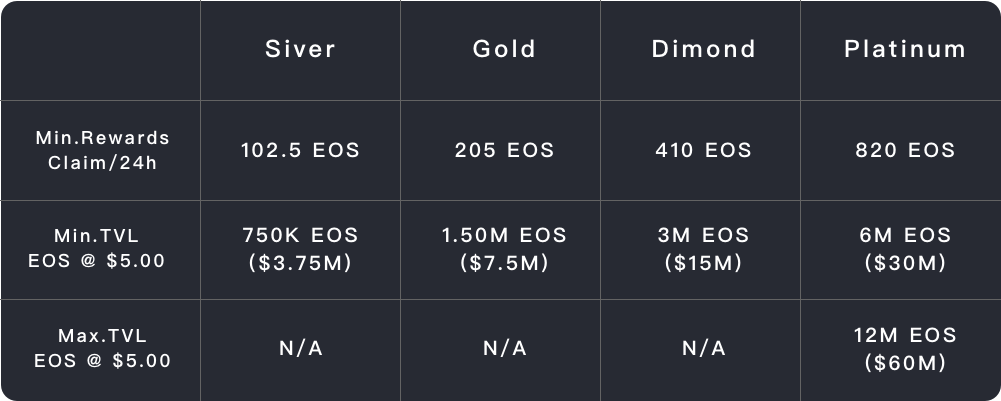 Siver Gold Dimond Platinum
Min.Rewards
Claim/24h
102.5 EOS 205 EOS 410 EOS 820 EOS
Min.TVL
EOS @ $5.00
750K EOS
($3.75M)
1.50M EOS
($7.5M)
3M EOS
($15M)
6M EOS
($30M)
Max.TVL
EOS @ $5.00
N/A N/A N/A
12M EOS
($60M)